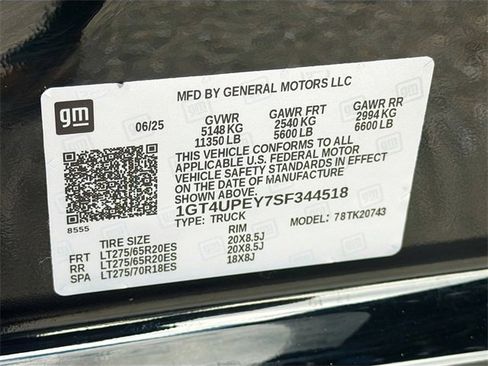 MFD BY GENERAL MOTORS LLC
gm
06/25 GVWR GAWR FRT GAWR RR
5148 KG 2540 KG 2994 KG
11350 LB 5600 LB 6600 LB
THIS VEHICLE CONFORMS TO ALL
APPLICABLE U.S. FEDERAL MOTOR
VEHICLE SAFETY STANDARDS IN EFFECT
ON THE DATE OF MANUFACTURE
SHOWN ABOVE.
1GT4UPEY7SF344518
8555
TYPE: TRUCK MODEL: 78TK20743
RIM
FRT LT275/65R20ES 20X8.5J
RR LT275/65R20ES 20X8.5J
SPA LT275/70R18ES 18X8J